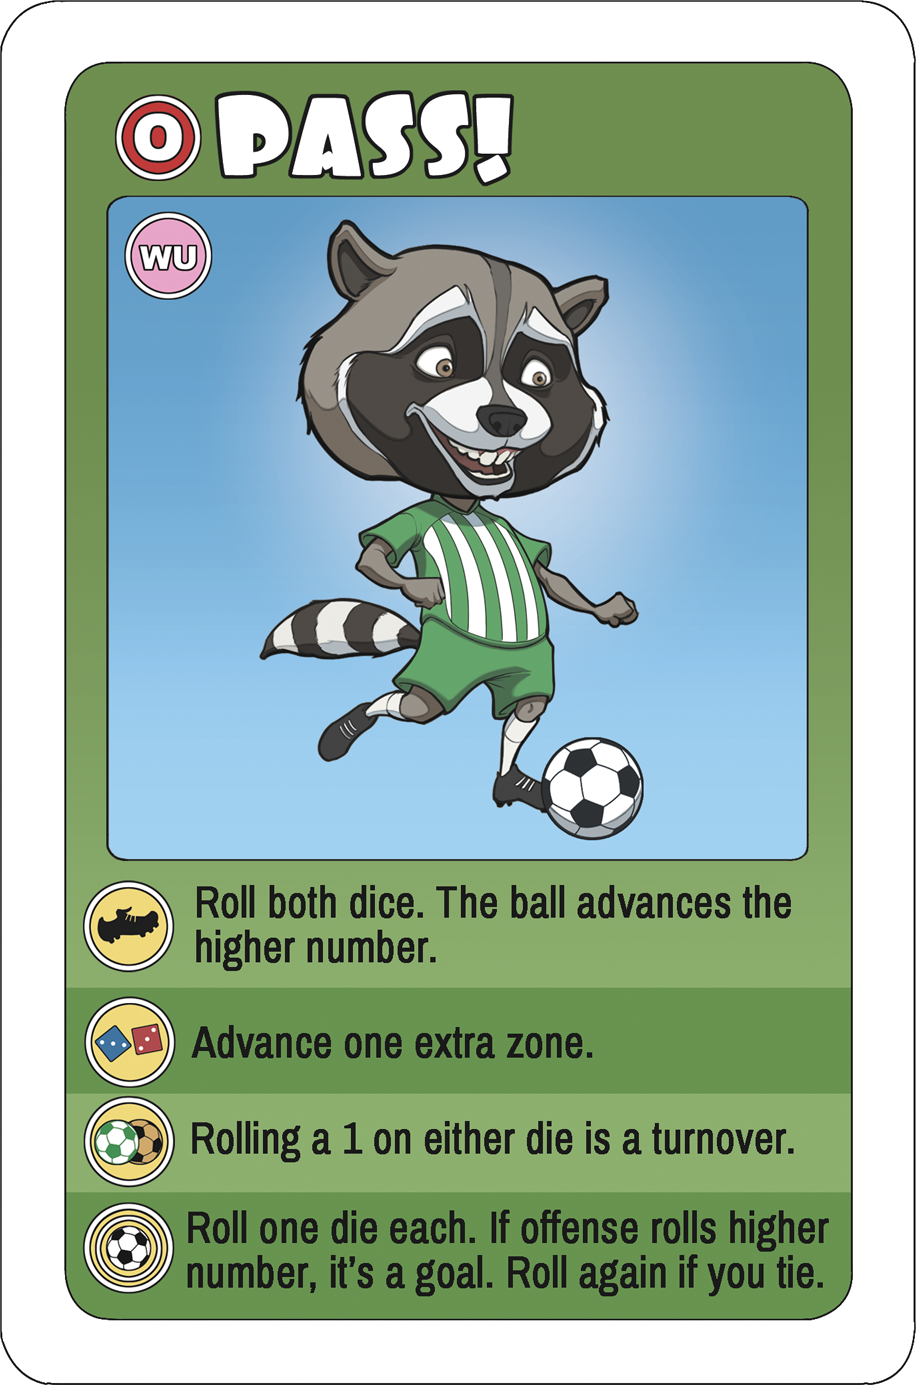 O PASS!
WU
Roll both dice. The ball advances the
higher number.
Advance one extra zone.
Rolling a 1 on either die is a turnover.
Roll one die each. If offense rolls higher
number, it's a goal. Roll again if you tie.